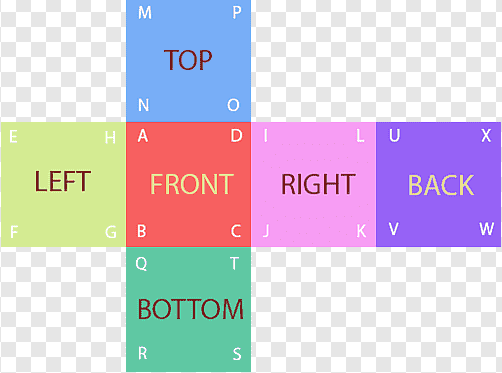 M P
TOP
N O
E H A D I L U X
LEFT FRONT RIGHT BACK
F G B C J K V W
Q T
BOTTOM
R S